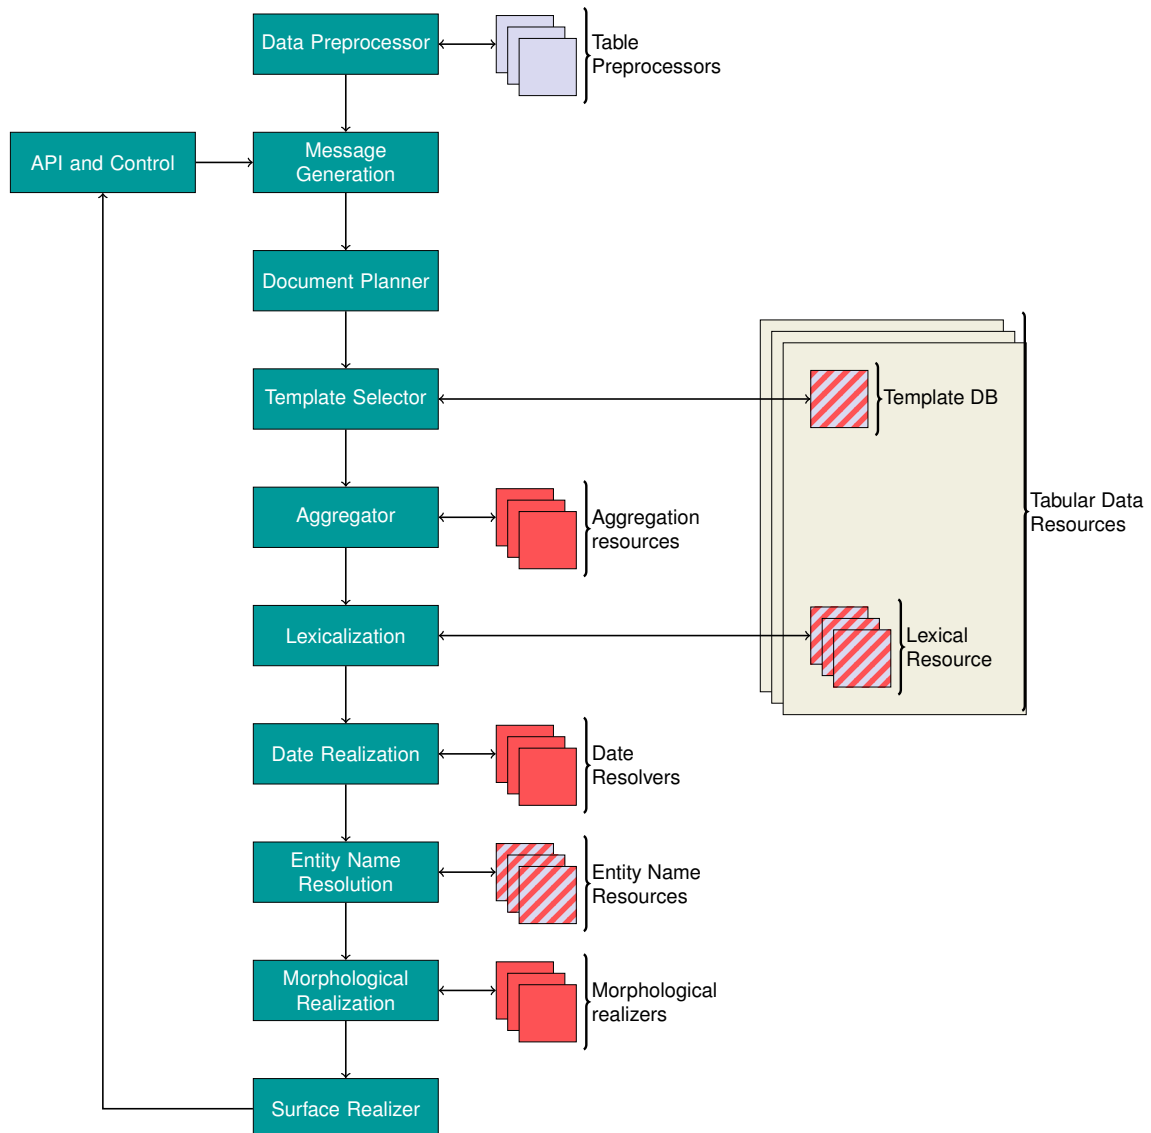 Data Preprocessor
Table
Preprocessors
API and Control
Message
Generation
Document Planner
Template Selector
Template DB
Tabular Data
Resources
Aggregator
Aggregation
resources
Lexicalization
Lexical
Resource
Date Realization
Date
Resolvers
Entity Name
Resolution
Entity Name
Resources
Morphological
Realization
Morphological
realizers
Surface Realizer